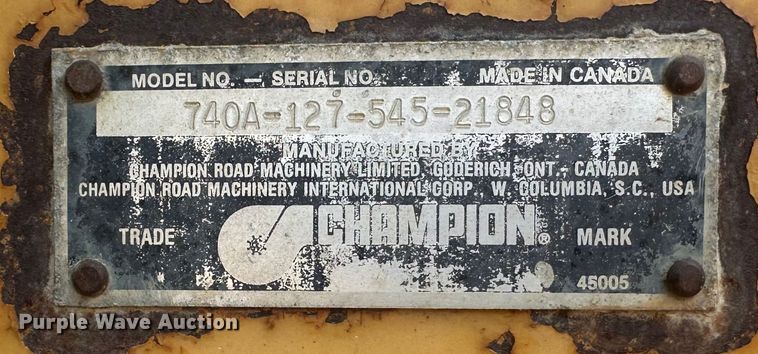 MODEL NO. – SERIAL NO. MADE IN CANADA
740A-127-545-21848
MANUFACTURED BY
CHAMPION ROAD MACHINERY LIMITED, GODERICH, ONT.- CANADA
CHAMPION ROAD MACHINERY INTERNATIONAL CORP. W. COLUMBIA, S.C., USA
TRADE CHAMPION® MARK
45005
Purple Wave Auction